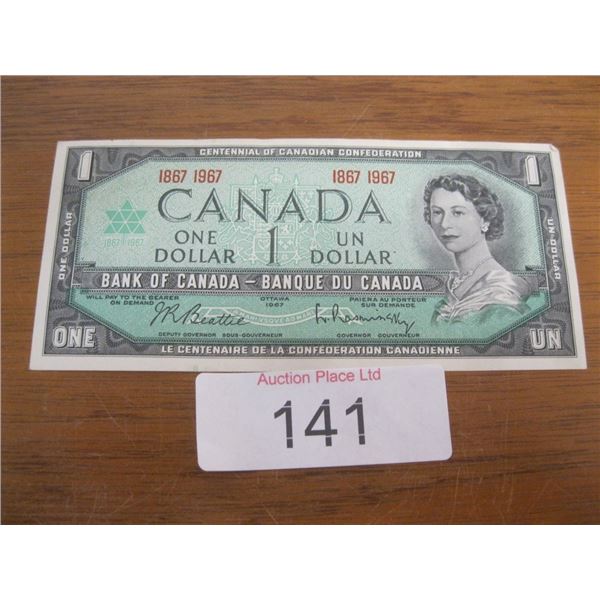 CENTENNIAL OF CANADIAN CONFEDERATION
1 1867 1967 1867 1967 1
CANADA
1867 1967
ONE DOLLAR 1 UN DOLLAR
ONE DOLLAR
UN DOLLAR
BANK OF CANADA – BANQUE DU CANADA
WILL PAY TO THE BEARER ON DEMAND
OTTAWA 1967
PAIERA AU PORTEUR SUR DEMANDE
J.R. Beattie
L. Rasminsky
DEPUTY GOVERNOR SOUS-GOUVERNEUR
GOVERNOR GOUVERNEUR
ONE UN
LE CENTENAIRE DE LA CONFÉDÉRATION CANADIENNE
Auction Place Ltd
141